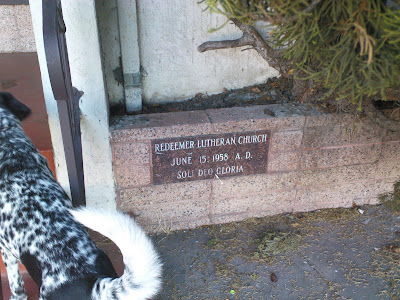 REDEEMER LUTHERAN CHURCH
JUNE 15 1958 A.D.
SOLI DEO GLORIA